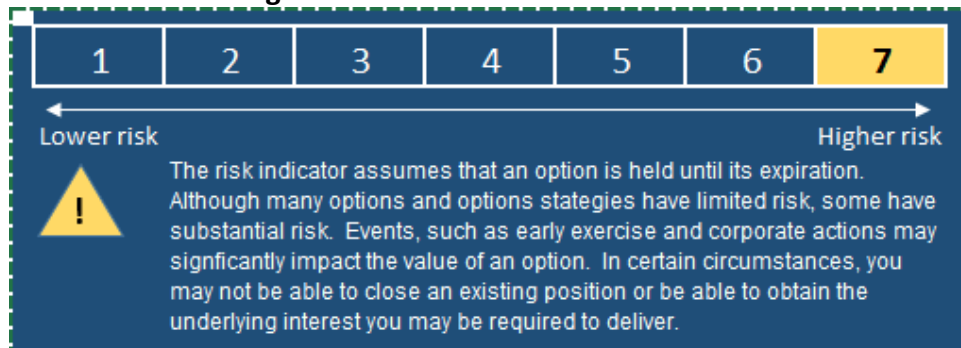 1 2 3 4 5 6 7
Lower risk Higher risk
The risk indicator assumes that an option is held until its expiration.
! Although many options and options stategies have limited risk, some have
substantial risk. Events, such as early exercise and corporate actions may
signficantly impact the value of an option. In certain circumstances, you
may not be able to close an existing position or be able to obtain the
underlying interest you may be required to deliver.